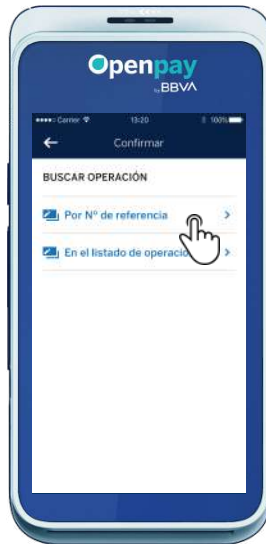 Openpay
by BBVA
Carrier 13:20 100%
Confirmar
BUSCAR OPERACIÓN
Por Nº de referencia
En el listado de operacio